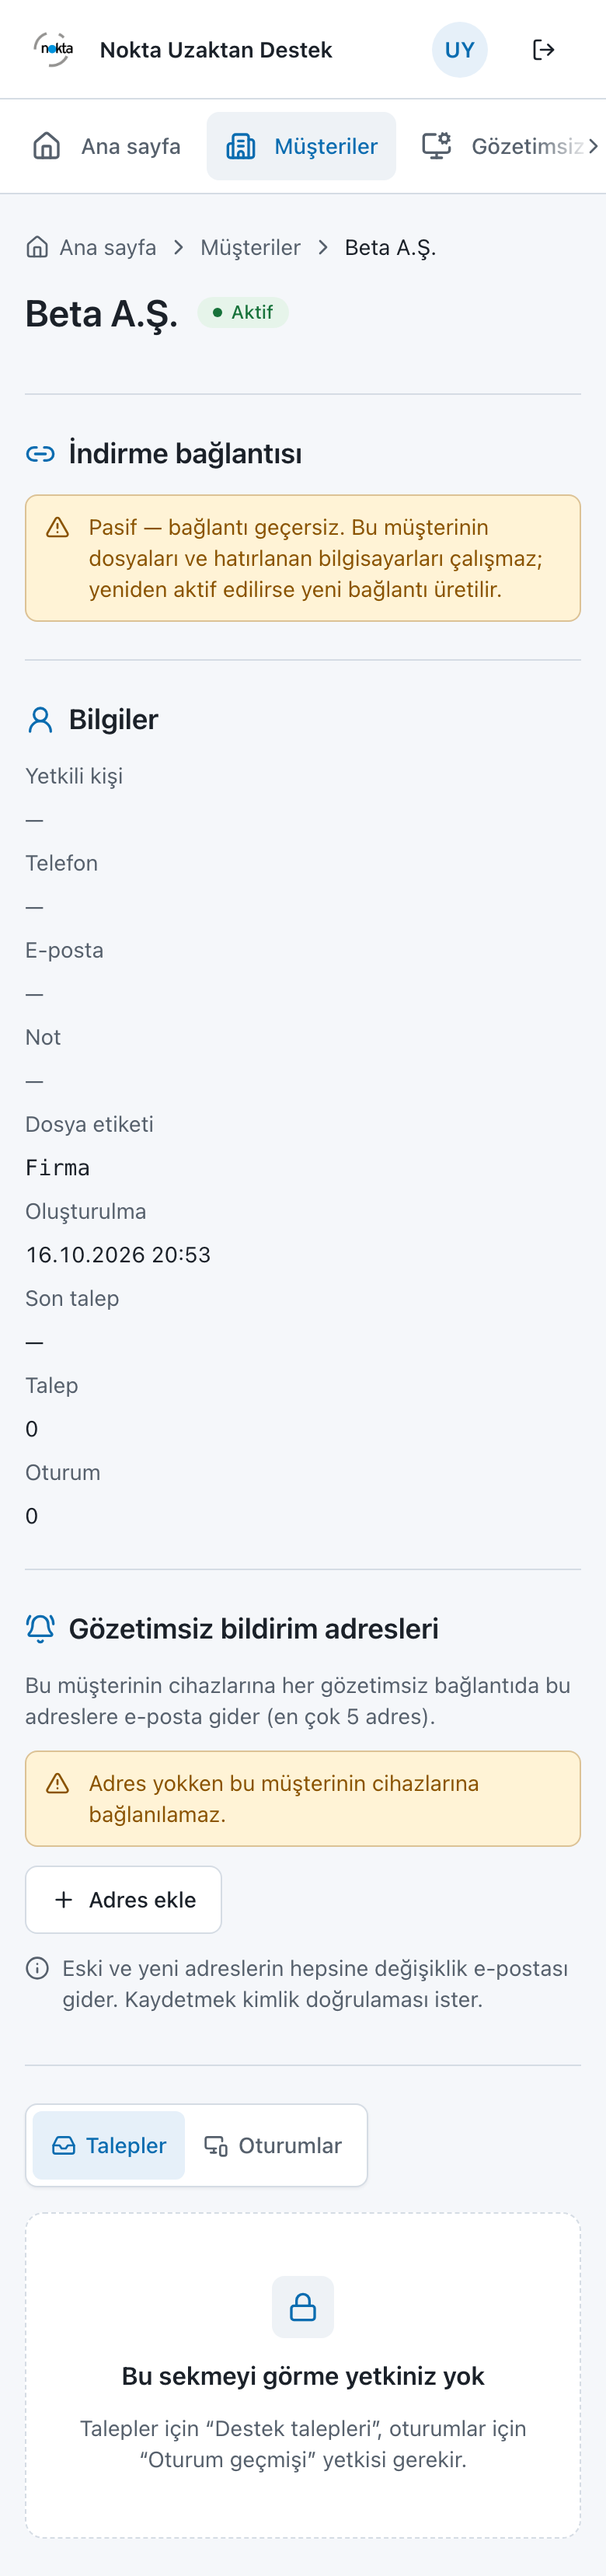 nokta
Nokta Uzaktan Destek
UY
Ana sayfa
Müşteriler
Gözetimsiz
Ana sayfa > Müşteriler > Beta A.Ş.
Beta A.Ş.
Aktif
İndirme bağlantısı
Pasif — bağlantı geçersiz. Bu müşterinin
dosyaları ve hatırlanan bilgisayarları çalışmaz;
yeniden aktif edilirse yeni bağlantı üretilir.
Bilgiler
Yetkili kişi
—
Telefon
—
E-posta
—
Not
—
Dosya etiketi
Firma
Oluşturulma
16.10.2026 20:53
Son talep
—
Talep
0
Oturum
0
Gözetimsiz bildirim adresleri
Bu müşterinin cihazlarına her gözetimsiz bağlantıda bu
adreslere e-posta gider (en çok 5 adres).
Adres yokken bu müşterinin cihazlarına
bağlanılamaz.
Adres ekle
Eski ve yeni adreslerin hepsine değişiklik e-postası
gider. Kaydetmek kimlik doğrulaması ister.
Talepler
Oturumlar
Bu sekmeyi görme yetkiniz yok
Talepler için “Destek talepleri”, oturumlar için
“Oturum geçmişi” yetkisi gerekir.